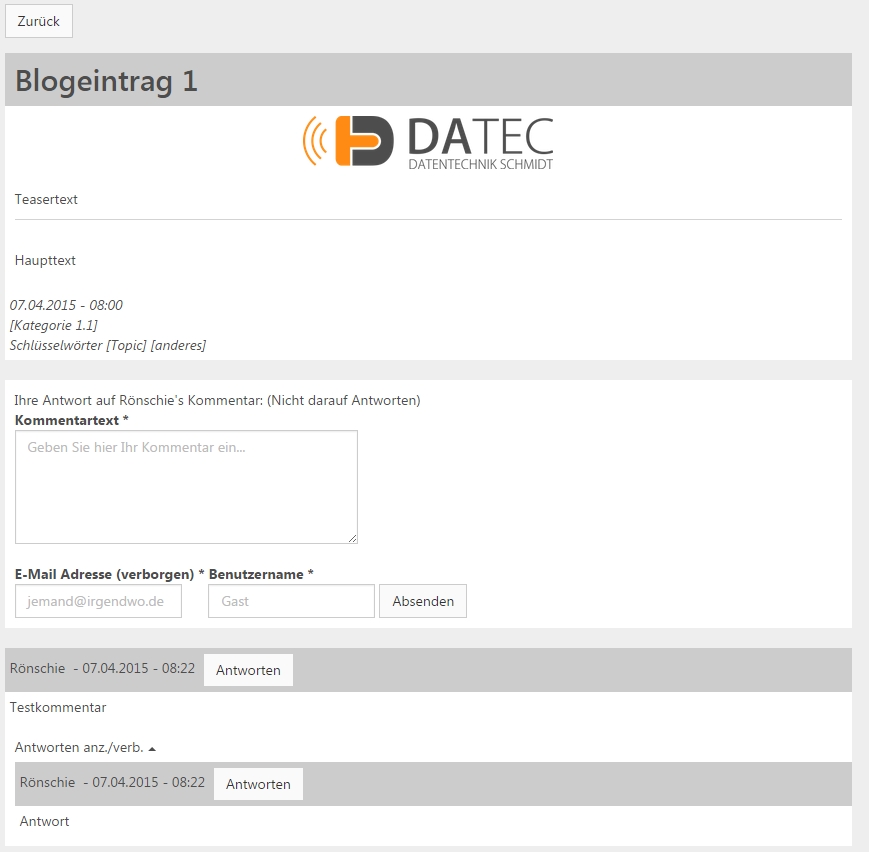 Zurück
Blogeintrag 1
DATEC
DATENTECHNIK SCHMIDT
Teasertext
Haupttext
07.04.2015 - 08:00
[Kategorie 1.1]
Schlüsselwörter [Topic] [anderes]
Ihre Antwort auf Rönschie's Kommentar: (Nicht darauf Antworten)
Kommentartext *
Geben Sie hier Ihr Kommentar ein...
E-Mail Adresse (verborgen) * Benutzername *
jemand@irgendwo.de Gast Absenden
Rönschie - 07.04.2015 - 08:22 Antworten
Testkommentar
Antworten anz./verb.
Rönschie - 07.04.2015 - 08:22 Antworten
Antwort